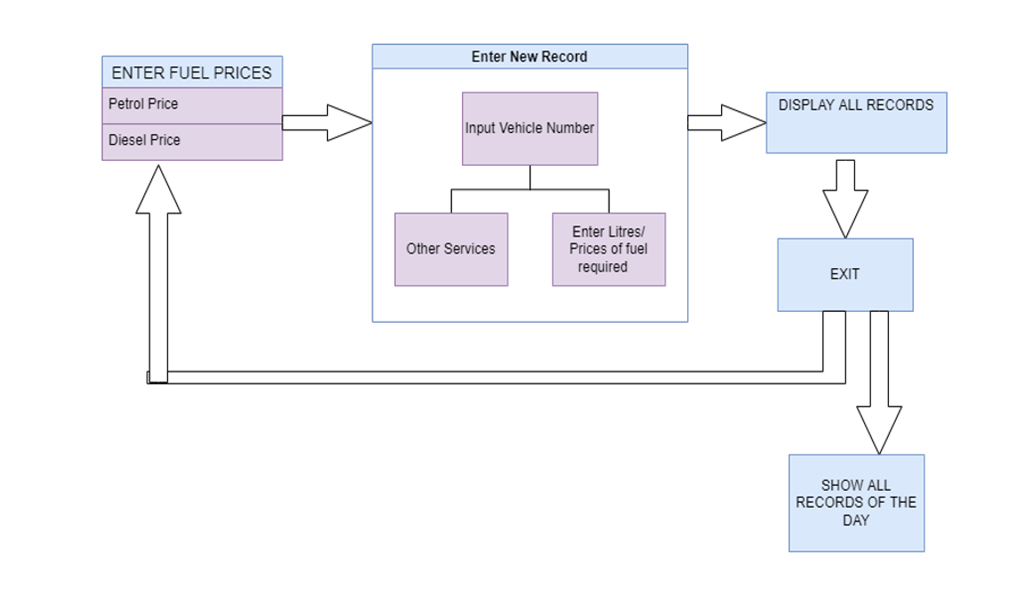 ENTER FUEL PRICES
Petrol Price
Diesel Price
Enter New Record
Input Vehicle Number
Other Services
Enter Litres/
Prices of fuel
required
DISPLAY ALL RECORDS
EXIT
SHOW ALL
RECORDS OF THE
DAY